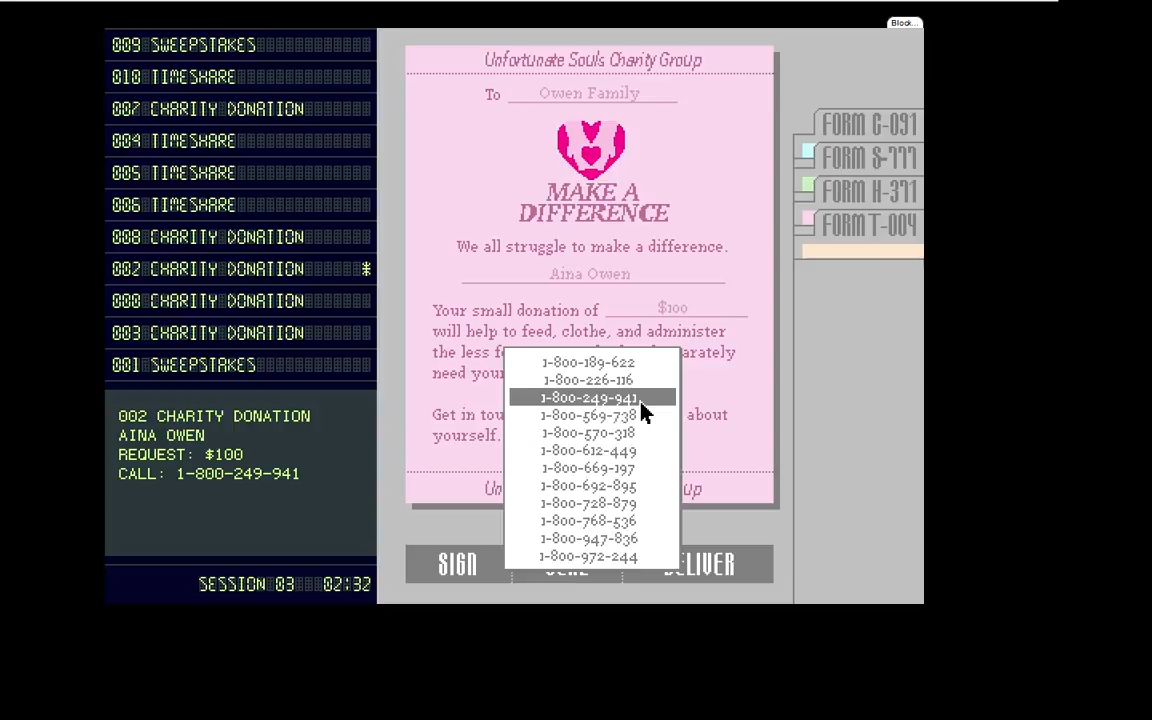 Block...
009 SWEEPSTAKES
010 TIMESHARE
007 CHARITY DONATION
004 TIMESHARE
005 TIMESHARE
006 TIMESHARE
008 CHARITY DONATION
002 CHARITY DONATION *
000 CHARITY DONATION
003 CHARITY DONATION
001 SWEEPSTAKES
002 CHARITY DONATION
AINA OWEN
REQUEST: $100
CALL: 1-800-249-941
SESSION 03 02:32
Unfortunate Souls Charity Group
To Owen Family
MAKE A
DIFFERENCE
We all struggle to make a difference.
Aina Owen
Your small donation of $100
will help to feed, clothe, and administer
the less
need your
Get in about
yourself.
1-800-189-622
1-800-226-116
1-800-249-941
1-800-569-738
1-800-570-318
1-800-612-449
1-800-669-197
1-800-692-895
1-800-728-879
1-800-768-536
1-800-947-836
1-800-972-244
SIGN
DELIVER
FORM G-091
FORM S-777
FORM H-371
FORM T-004